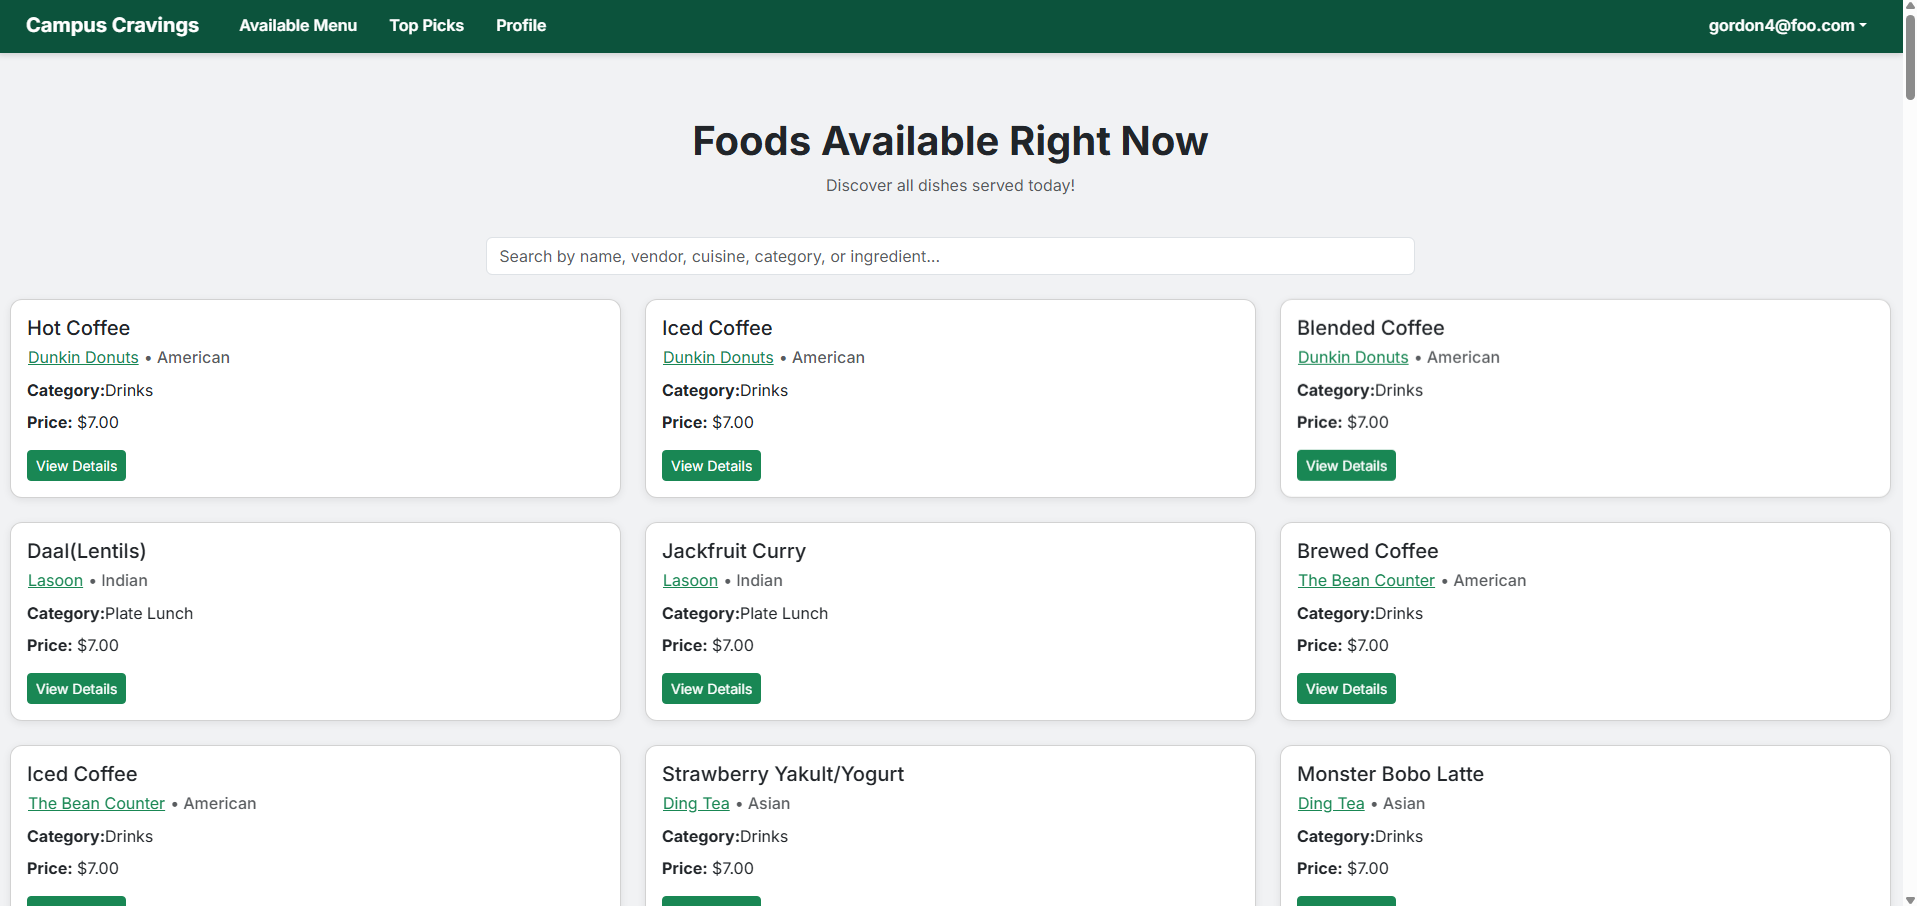 Campus Cravings Available Menu Top Picks Profile gordon4@foo.com
Foods Available Right Now
Discover all dishes served today!
Search by name, vendor, cuisine, category, or ingredient...
Hot Coffee
Dunkin Donuts • American
Category:Drinks
Price: $7.00
View Details
Iced Coffee
Dunkin Donuts • American
Category:Drinks
Price: $7.00
View Details
Blended Coffee
Dunkin Donuts • American
Category:Drinks
Price: $7.00
View Details
Daal(Lentils)
Lasoon • Indian
Category:Plate Lunch
Price: $7.00
View Details
Jackfruit Curry
Lasoon • Indian
Category:Plate Lunch
Price: $7.00
View Details
Brewed Coffee
The Bean Counter • American
Category:Drinks
Price: $7.00
View Details
Iced Coffee
The Bean Counter • American
Category:Drinks
Price: $7.00
Strawberry Yakult/Yogurt
Ding Tea • Asian
Category:Drinks
Price: $7.00
Monster Bobo Latte
Ding Tea • Asian
Category:Drinks
Price: $7.00